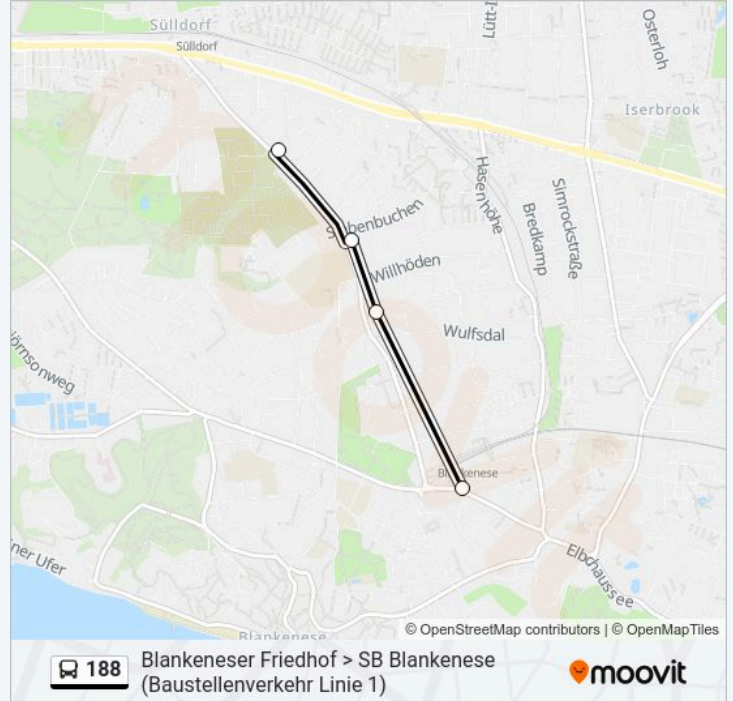 Sülldorf
Sülldorf
Osterloh
Iserbrook
Hasenhöhe
Simrockstraße
Bredkamp
Willhöden
Wulfsdal
Blankenese
Elbchaussee
Blankenese
© OpenStreetMap contributors | © OpenMapTiles
188
Blankeneser Friedhof > SB Blankenese
(Baustellenverkehr Linie 1)
moovit